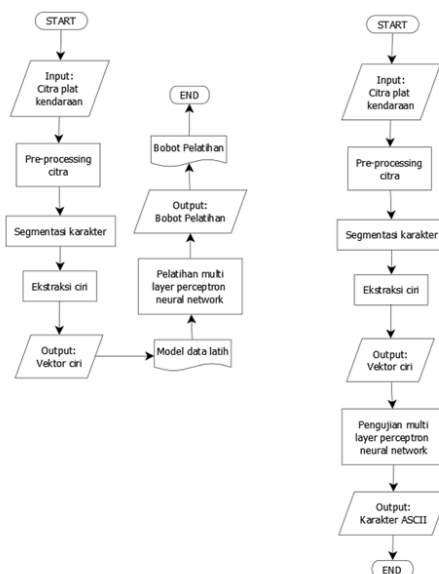 START
Input:
Citra plat
kendaraan
Pre-processing
citra
Segmentasi karakter
Ekstraksi ciri
Output:
Vektor ciri
Model data latih
Pelatihan multi
layer perceptron
neural network
Output:
Bobot Pelatihan
Bobot Pelatihan
END
START
Input:
Citra plat
kendaraan
Pre-processing
citra
Segmentasi karakter
Ekstraksi ciri
Output:
Vektor ciri
Pengujian multi
layer perceptron
neural network
Output:
Karakter ASCII
END